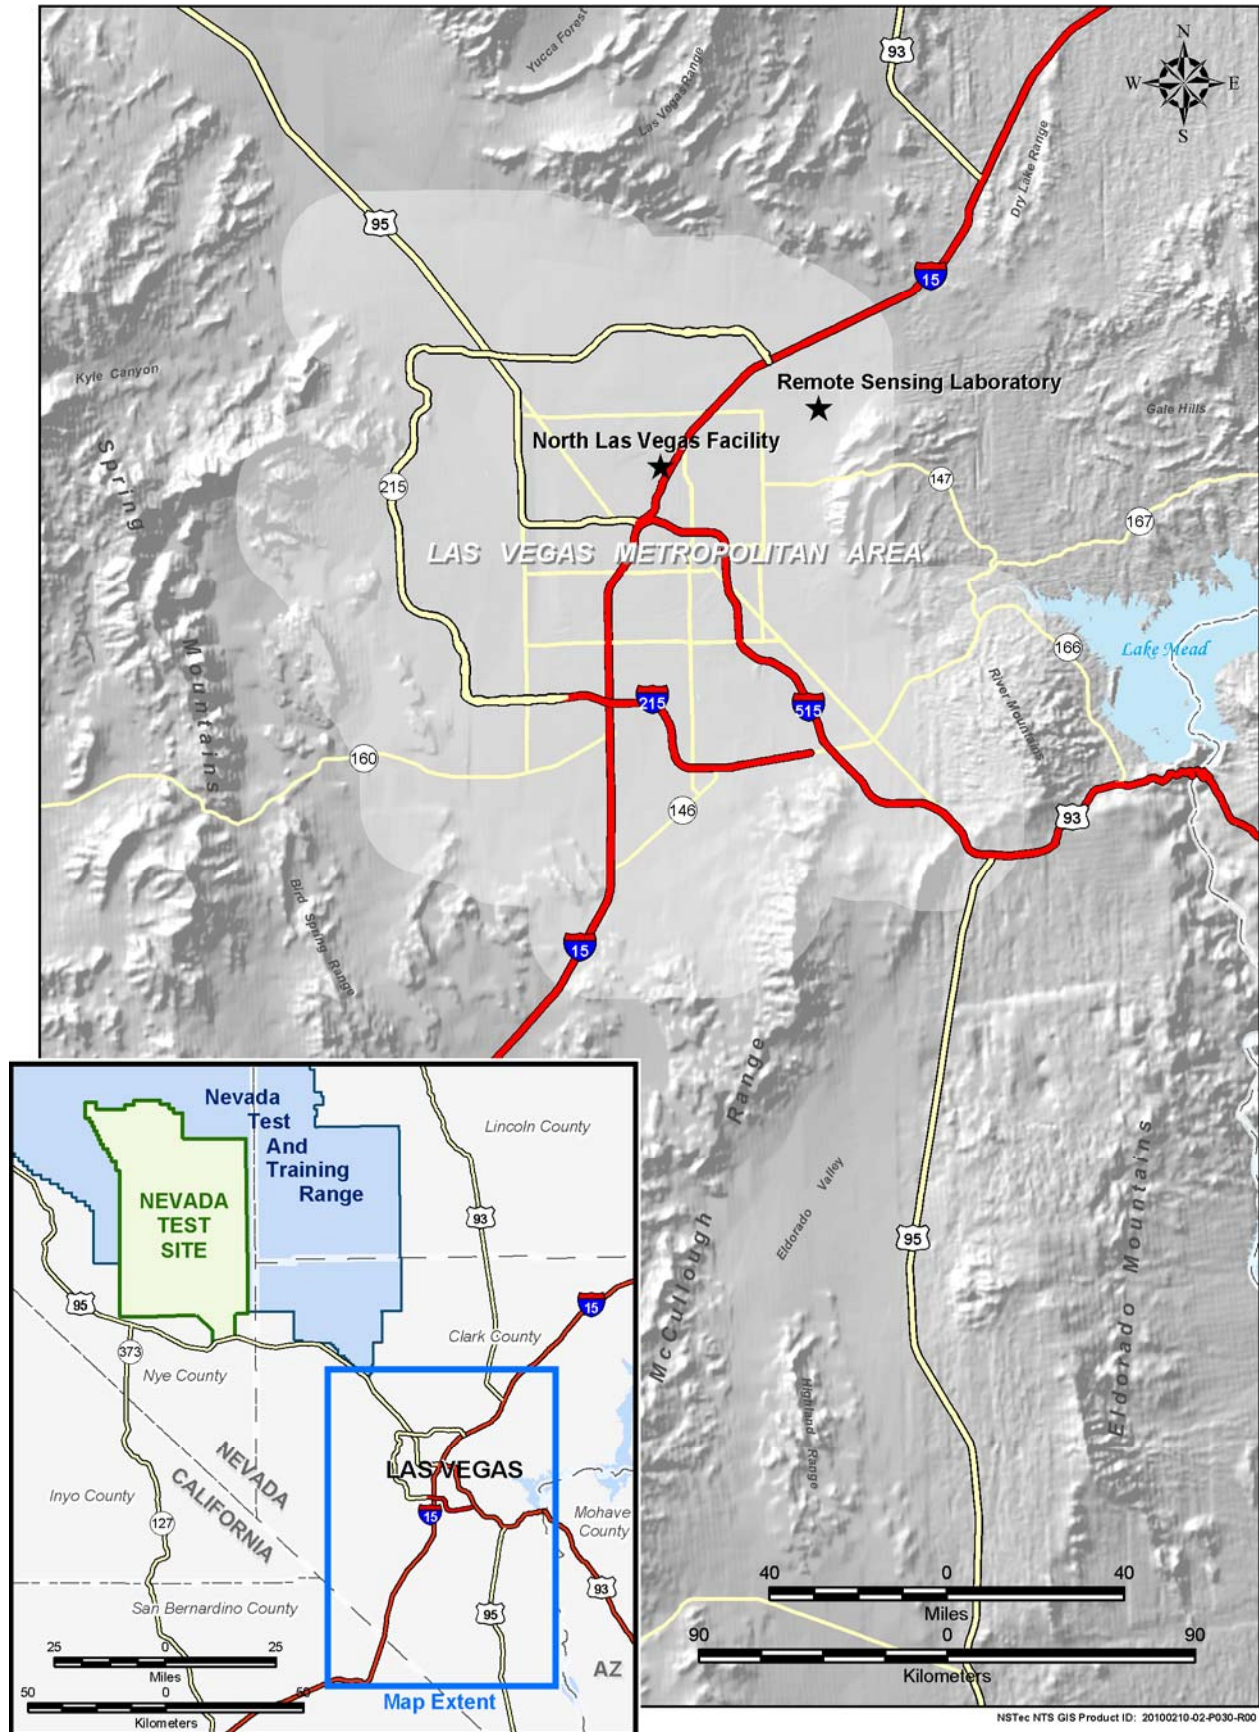 Yucca Forest
Las Vegas Range
93
N
W
E
S
Dry Lake Range
95
15
Kyle Canyon
Remote Sensing Laboratory
Gale Hills
North Las Vegas Facility
Spring Mountains
215
147
167
LAS VEGAS METROPOLITAN AREA
166
Lake Mead
River Mountains
215
515
160
146
93
Bird Spring Range
15
McCullough Range
Eldorado Valley
95
Eldorado Mountains
Highland Range
40
0
40
Miles
90
0
90
Kilometers
Nevada
Test
And
Training
Range
Lincoln County
NEVADA
TEST
SITE
93
95
15
373
Clark County
Nye County
NEVADA
CALIFORNIA
LAS VEGAS
Inyo County
127
15
Mohave
County
San Bernardino County
93
95
25
0
25
Miles
AZ
50
0
50
Kilometers
Map Extent
NSTec NTS GIS Product ID: 20100210-02-P030-R00